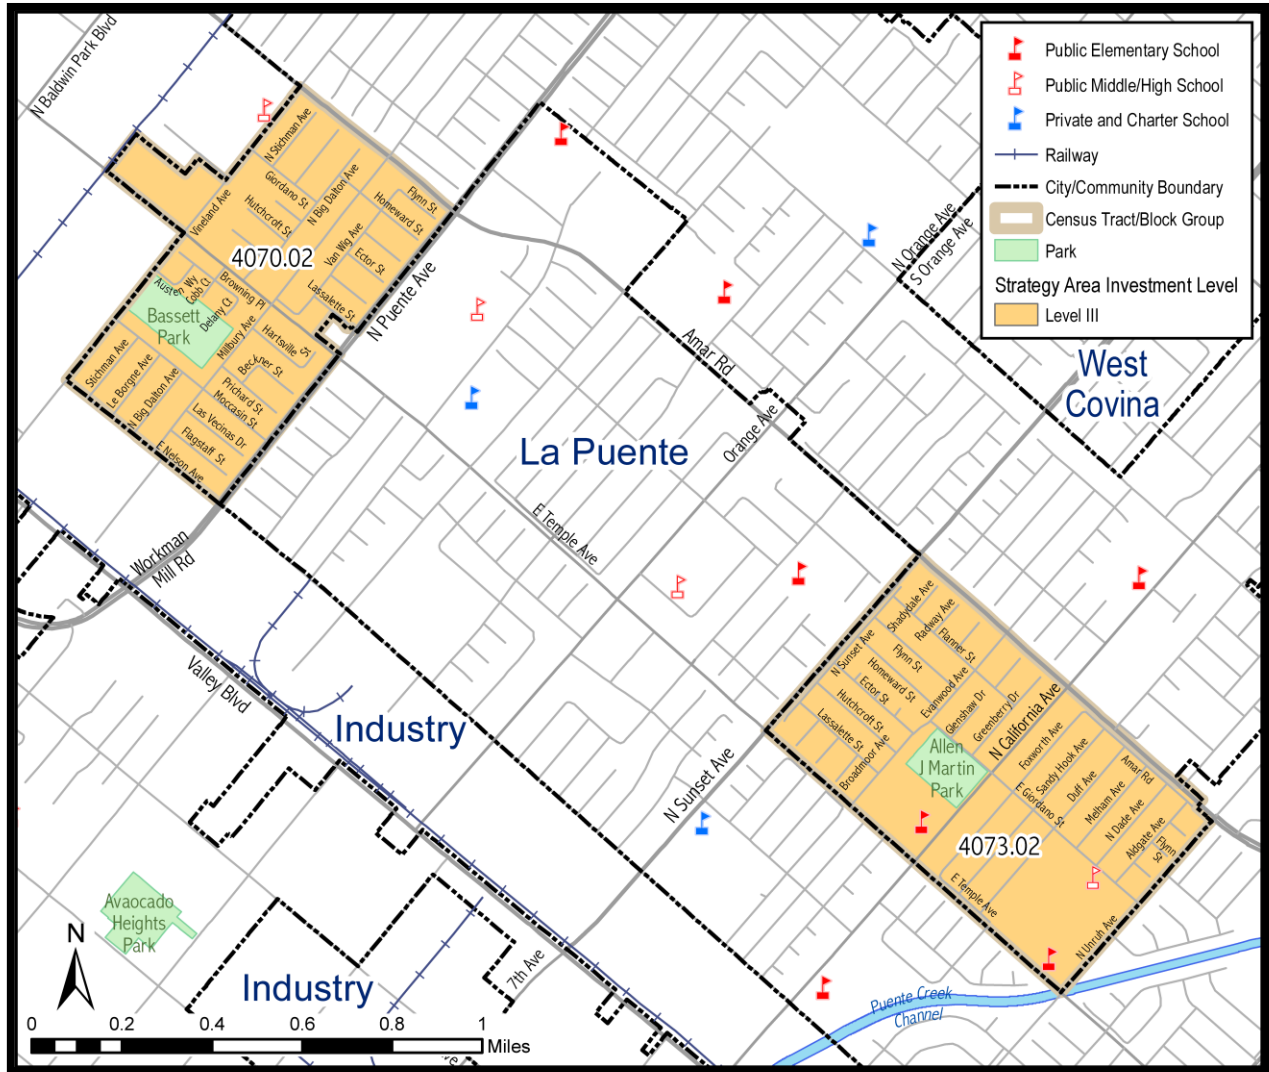 N Baldwin Park Blvd
Public Elementary School
Public Middle/High School
Private and Charter School
Railway
City/Community Boundary
Census Tract/Block Group
Park
Strategy Area Investment Level
Level III
N Stichman Ave
Giordano St
N Big Dalton Ave
Flynn St
Homeward St
Vineland Ave
Hutchcroft St
Van Wig Ave
Ector St
4070.02
Lassalette St
Austen Wy
Cobb Ct
Browning Pl
Delany Ct
Bassett
Park
Millbury Ave
Hartsville St
Beckner St
Stichman Ave
Le Borgne Ave
N Big Dalton Ave
Prichard St
Moccasin St
Las Vecinas Dr
Flagstaff St
E Nelson Ave
N Puente Ave
N Orange Ave
S Orange Ave
Amar Rd
West
Covina
Orange Ave
La Puente
E Temple Ave
Workman
Mill Rd
Valley Blvd
Industry
N Sunset Ave
Shadydale Ave
Radway Ave
Flanner St
N Sunset Ave
Flynn St
Homeward St
Ector St
Evanwood Ave
Hutchcroft St
Glenshaw Dr
Greenberry Dr
Lassalette St
Broadmoor Ave
N California Ave
Allen
J Martin
Park
Foxworth Ave
Sandy Hook Ave
Amar Rd
Duff Ave
E Giordano St
Melham Ave
N Dade Ave
Aldgate Ave
Flynn
St
4073.02
E Temple Ave
N Unruh Ave
Puente Creek
Channel
Avaocado
Heights
Park
Industry
7th Ave
N
0 0.2 0.4 0.6 0.8 1
Miles